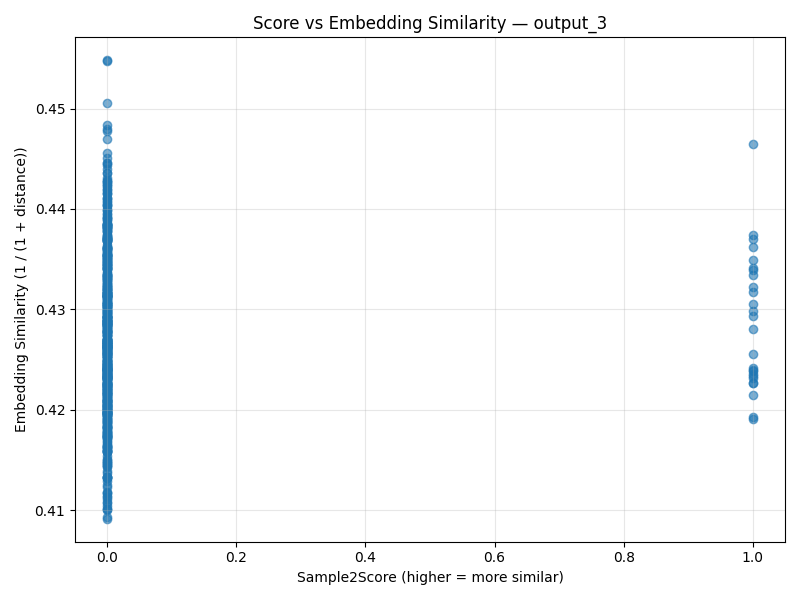 Score vs Embedding Similarity — output_3
Embedding Similarity (1 / (1 + distance))
0.45
0.44
0.43
0.42
0.41
0.0 0.2 0.4 0.6 0.8 1.0
Sample2Score (higher = more similar)